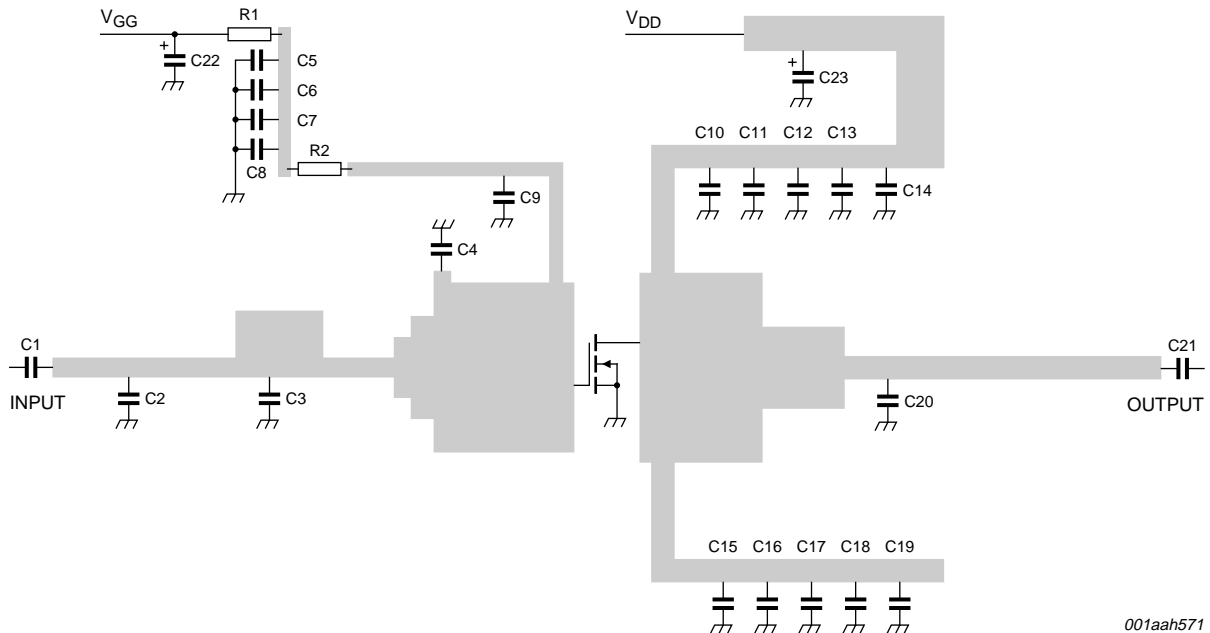 VGG
R1
VDD
+
C22
C5
C6
C7
C8
R2
+
C23
C10 C11 C12 C13
C14
C9
C4
C1
INPUT
C2
C3
C21
OUTPUT
C20
C15 C16 C17 C18 C19
001aah571